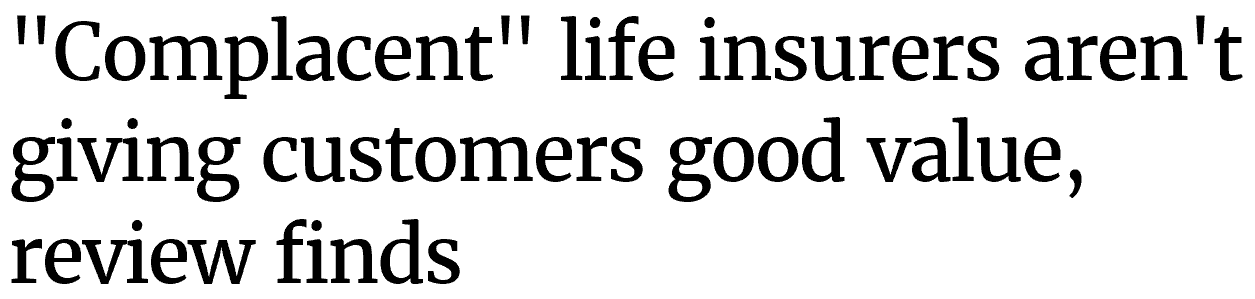 "Complacent" life insurers aren't
giving customers good value,
review finds